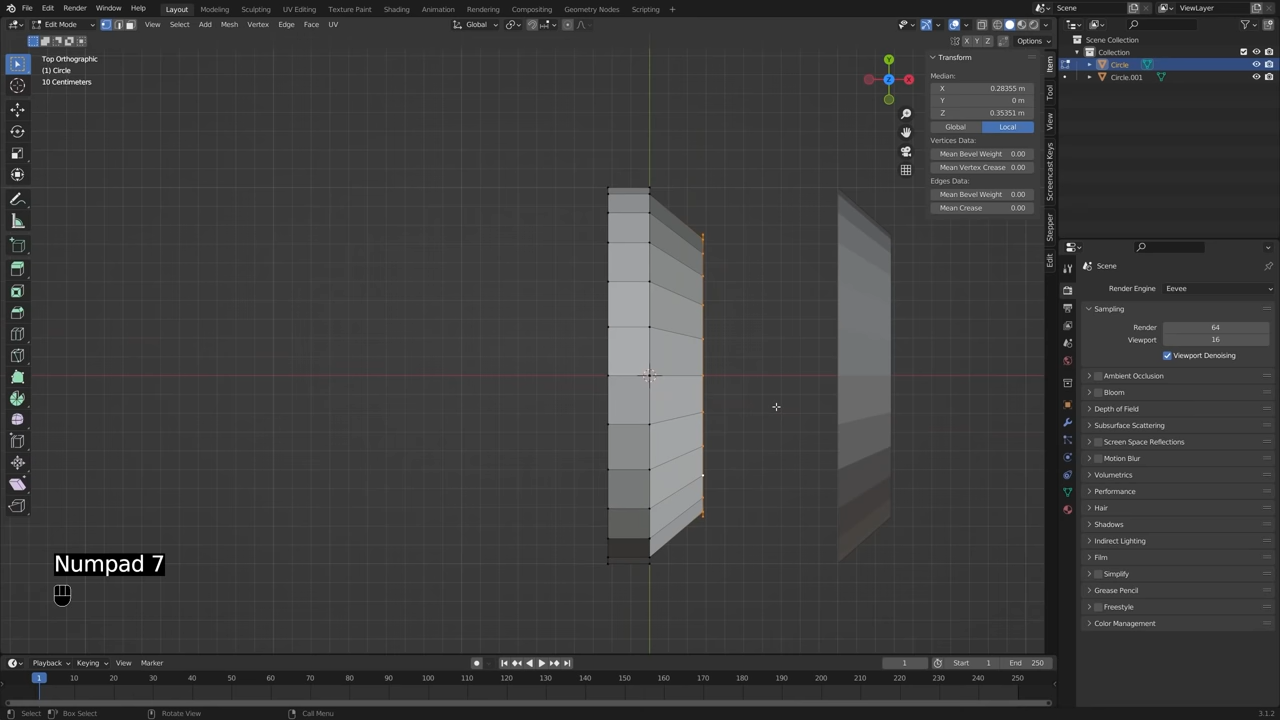 File Edit Render Window Help
Layout Modeling Sculpting UV Editing Texture Paint Shading Animation Rendering Compositing Geometry Nodes Scripting
Scene
ViewLayer
Edit Mode View Select Add Mesh Vertex Edge Face UV
Global
X Y Z
Options
Top Orthographic
(1) Circle
10 Centimeters
Y
Z
X
Transform
Median:
X 0.28355 m
Y 0 m
Z 0.35351 m
Global Local
Vertices Data:
Mean Bevel Weight 0.00
Mean Vertex Crease 0.00
Edges Data:
Mean Bevel Weight 0.00
Mean Crease 0.00
Item
Tool
View
Screencast Keys
Stepper
Edit
Scene Collection
Collection
Circle
Circle.001
Scene
Render Engine Eevee
Sampling
Render 64
Viewport 16
Viewport Denoising
Ambient Occlusion
Bloom
Depth of Field
Subsurface Scattering
Screen Space Reflections
Motion Blur
Volumetrics
Performance
Hair
Shadows
Indirect Lighting
Film
Simplify
Grease Pencil
Freestyle
Color Management
Numpad 7
Playback Keying View Marker
1 Start 1 End 250
1 10 20 30 40 50 60 70 80 90 100 110 120 130 140 150 160 170 180 190 200 210 220 230 240 250
Select Box Select Rotate View Call Menu
3.1.2